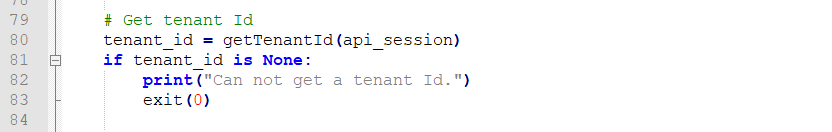 79 # Get tenant Id
80 tenant_id = getTenantId(api_session)
81 if tenant_id is None:
82 print("Can not get a tenant Id.")
83 exit(0)
84